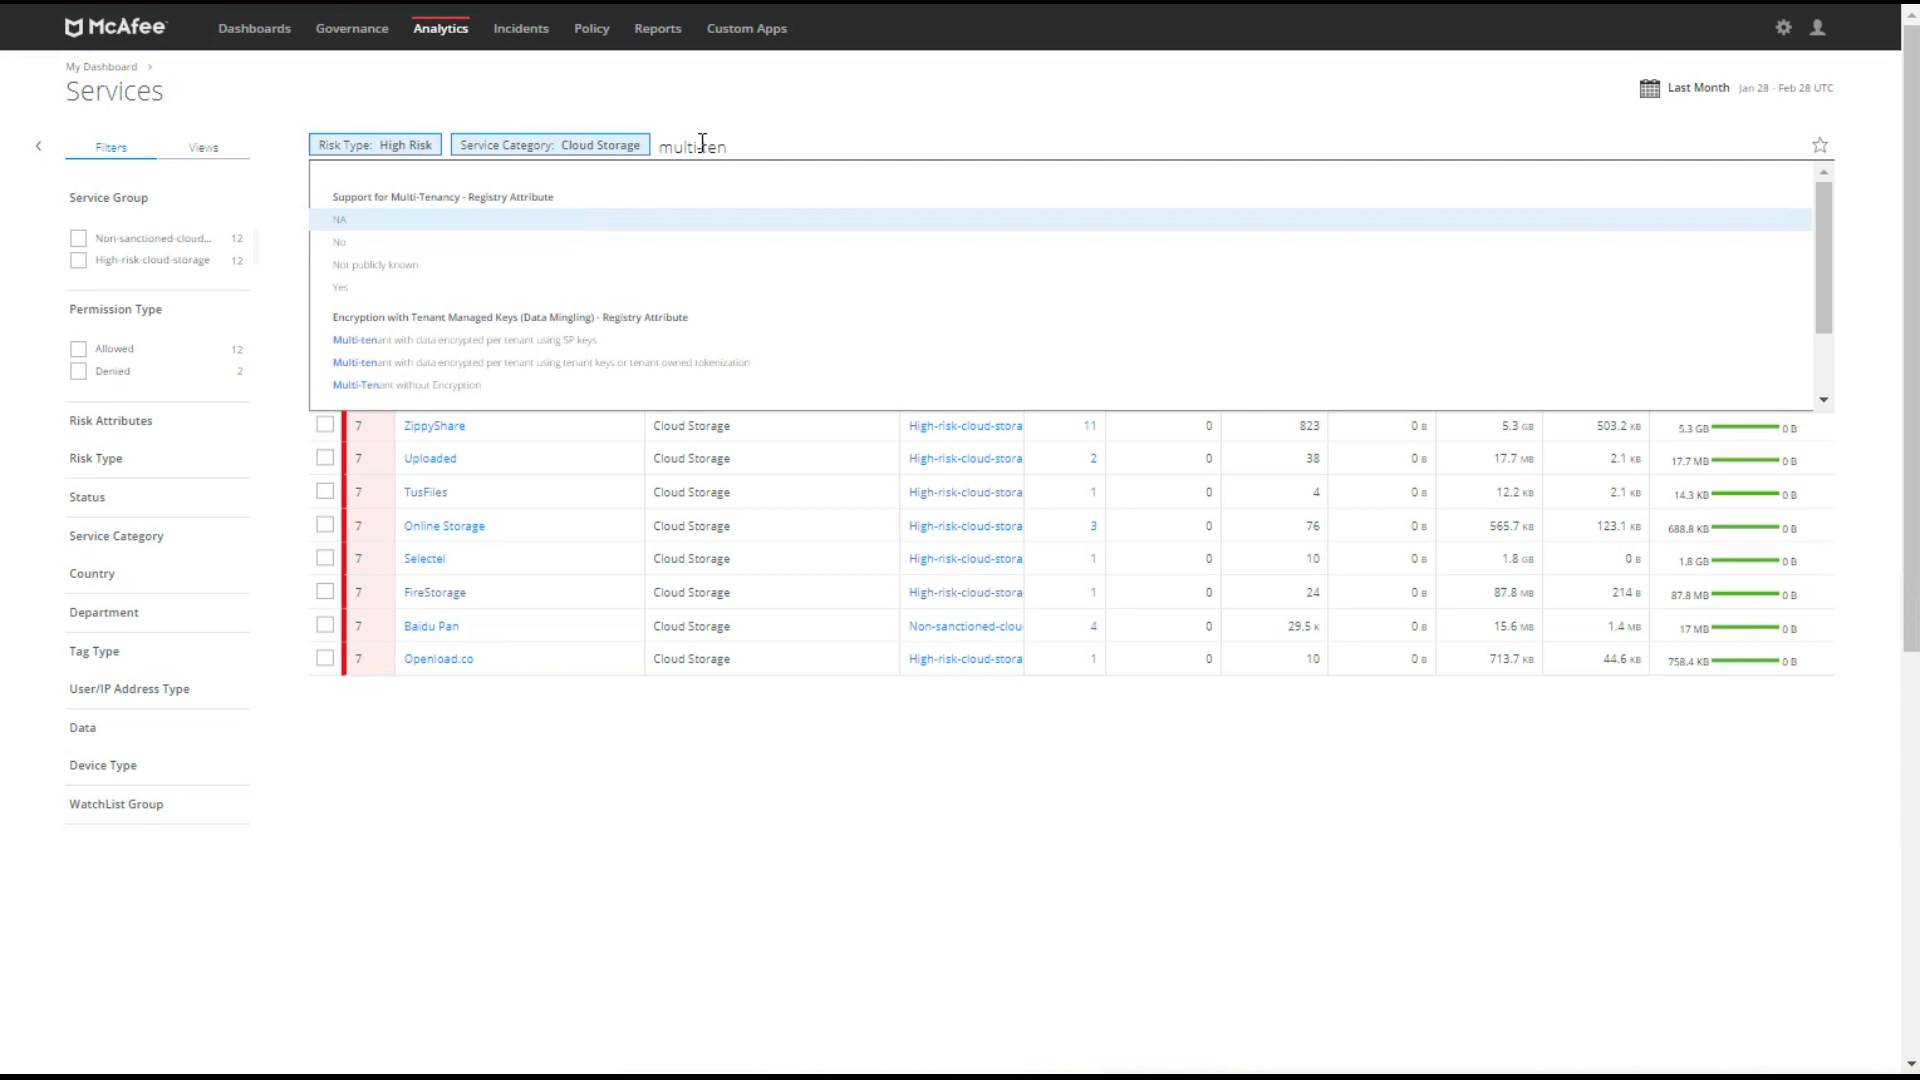 McAfee Dashboards Governance Analytics Incidents Policy Reports Custom Apps
My Dashboard >
Services
Last Month Jan 28 - Feb 28 UTC
Filters Views
Risk Type: High Risk Service Category: Cloud Storage multi-ten
Support for Multi-Tenancy - Registry Attribute
NA
No
Not publicly known
Yes
Encryption with Tenant Managed Keys (Data Mingling) - Registry Attribute
Multi-tenant with data encrypted per tenant using SP keys
Multi-tenant with data encrypted per tenant using tenant keys or tenant owned tokenization
Multi-Tenant without Encryption
Service Group
Non-sanctioned-cloud... 12
High-risk-cloud-storage 12
Permission Type
Allowed 12
Denied 2
Risk Attributes
Risk Type
Status
Service Category
Country
Department
Tag Type
User/IP Address Type
Data
Device Type
WatchList Group
7 ZippyShare Cloud Storage High-risk-cloud-stora 11 0 823 0 B 5.3 GB 503.2 KB 5.3 GB 0 B
7 Uploaded Cloud Storage High-risk-cloud-stora 2 0 38 0 B 17.7 MB 2.1 KB 17.7 MB 0 B
7 TusFiles Cloud Storage High-risk-cloud-stora 1 0 4 0 B 12.2 KB 2.1 KB 14.3 KB 0 B
7 Online Storage Cloud Storage High-risk-cloud-stora 3 0 76 0 B 565.7 KB 123.1 KB 688.8 KB 0 B
7 Selectel Cloud Storage High-risk-cloud-stora 1 0 10 0 B 1.8 GB 0 B 1.8 GB 0 B
7 FireStorage Cloud Storage High-risk-cloud-stora 1 0 24 0 B 87.8 MB 214 B 87.8 MB 0 B
7 Baidu Pan Cloud Storage Non-sanctioned-clou 4 0 29.5 K 0 B 15.6 MB 1.4 MB 17 MB 0 B
7 Openload.co Cloud Storage High-risk-cloud-stora 1 0 10 0 B 713.7 KB 44.6 KB 758.4 KB 0 B